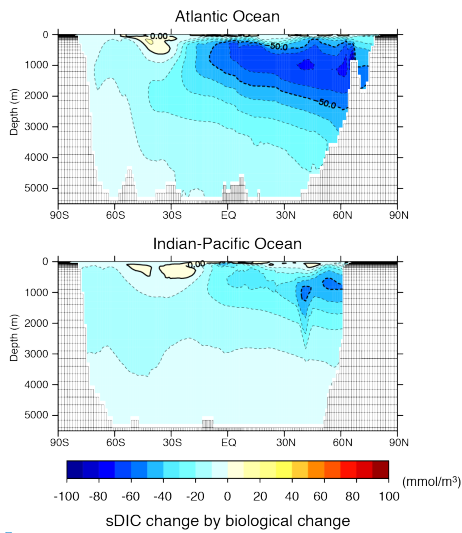 Atlantic Ocean
0.00
50.0
50.0
0
1000
2000
3000
4000
5000
Depth (m)
90S 60S 30S EQ 30N 60N 90N
Indian-Pacific Ocean
0.00
0
1000
2000
3000
4000
5000
Depth (m)
90S 60S 30S EQ 30N 60N 90N
-100 -80 -60 -40 -20 0 20 40 60 80 100
(mmol/m³)
sDIC change by biological change